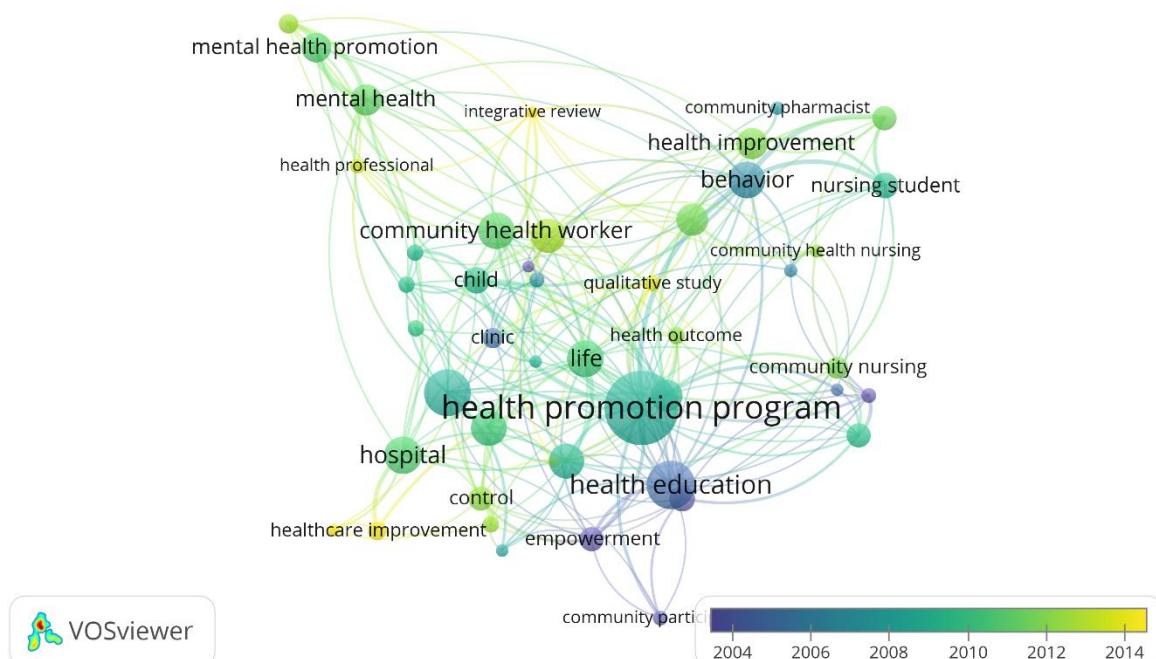 mental health promotion
mental health
integrative review
community pharmacist
health improvement
health professional
behavior
nursing student
community health worker
community health nursing
child
qualitative study
clinic
health outcome
life
community nursing
health promotion program
hospital
health education
control
healthcare improvement
empowerment
community partici
VOSviewer
2004 2006 2008 2010 2012 2014